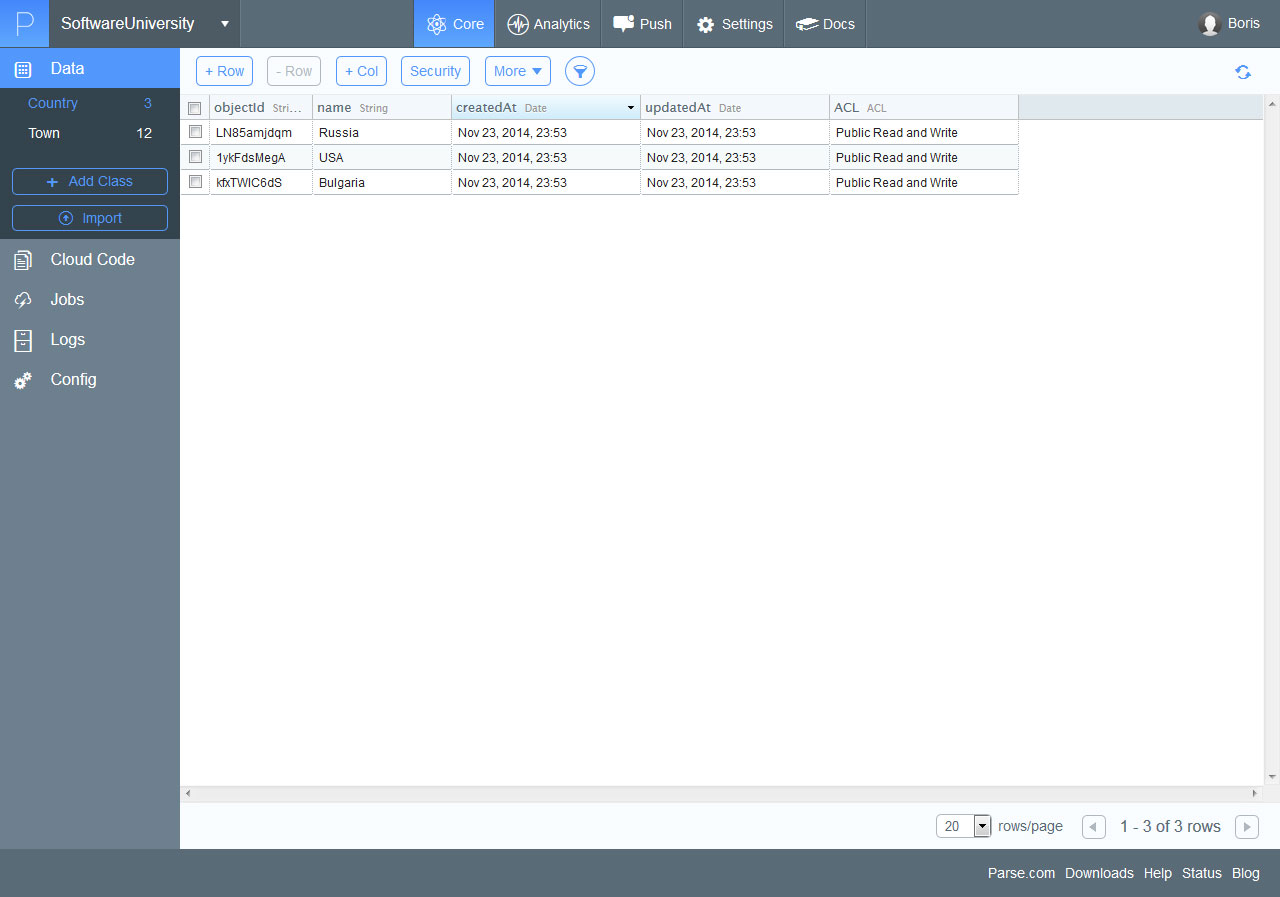 P SoftwareUniversity Core Analytics Push Settings Docs Boris
Data
Country 3
Town 12
+ Add Class
Import
Cloud Code
Jobs
Logs
Config
+ Row - Row + Col Security More
objectId Stri... name String createdAt Date updatedAt Date ACL ACL
LN85amjdqm Russia Nov 23, 2014, 23:53 Nov 23, 2014, 23:53 Public Read and Write
1ykFdsMegA USA Nov 23, 2014, 23:53 Nov 23, 2014, 23:53 Public Read and Write
Bulgaria Nov 23, 2014, 23:53 Nov 23, 2014, 23:53 Public Read and Write
20 rows/page 1 - 3 of 3 rows
Parse.com Downloads Help Status Blog